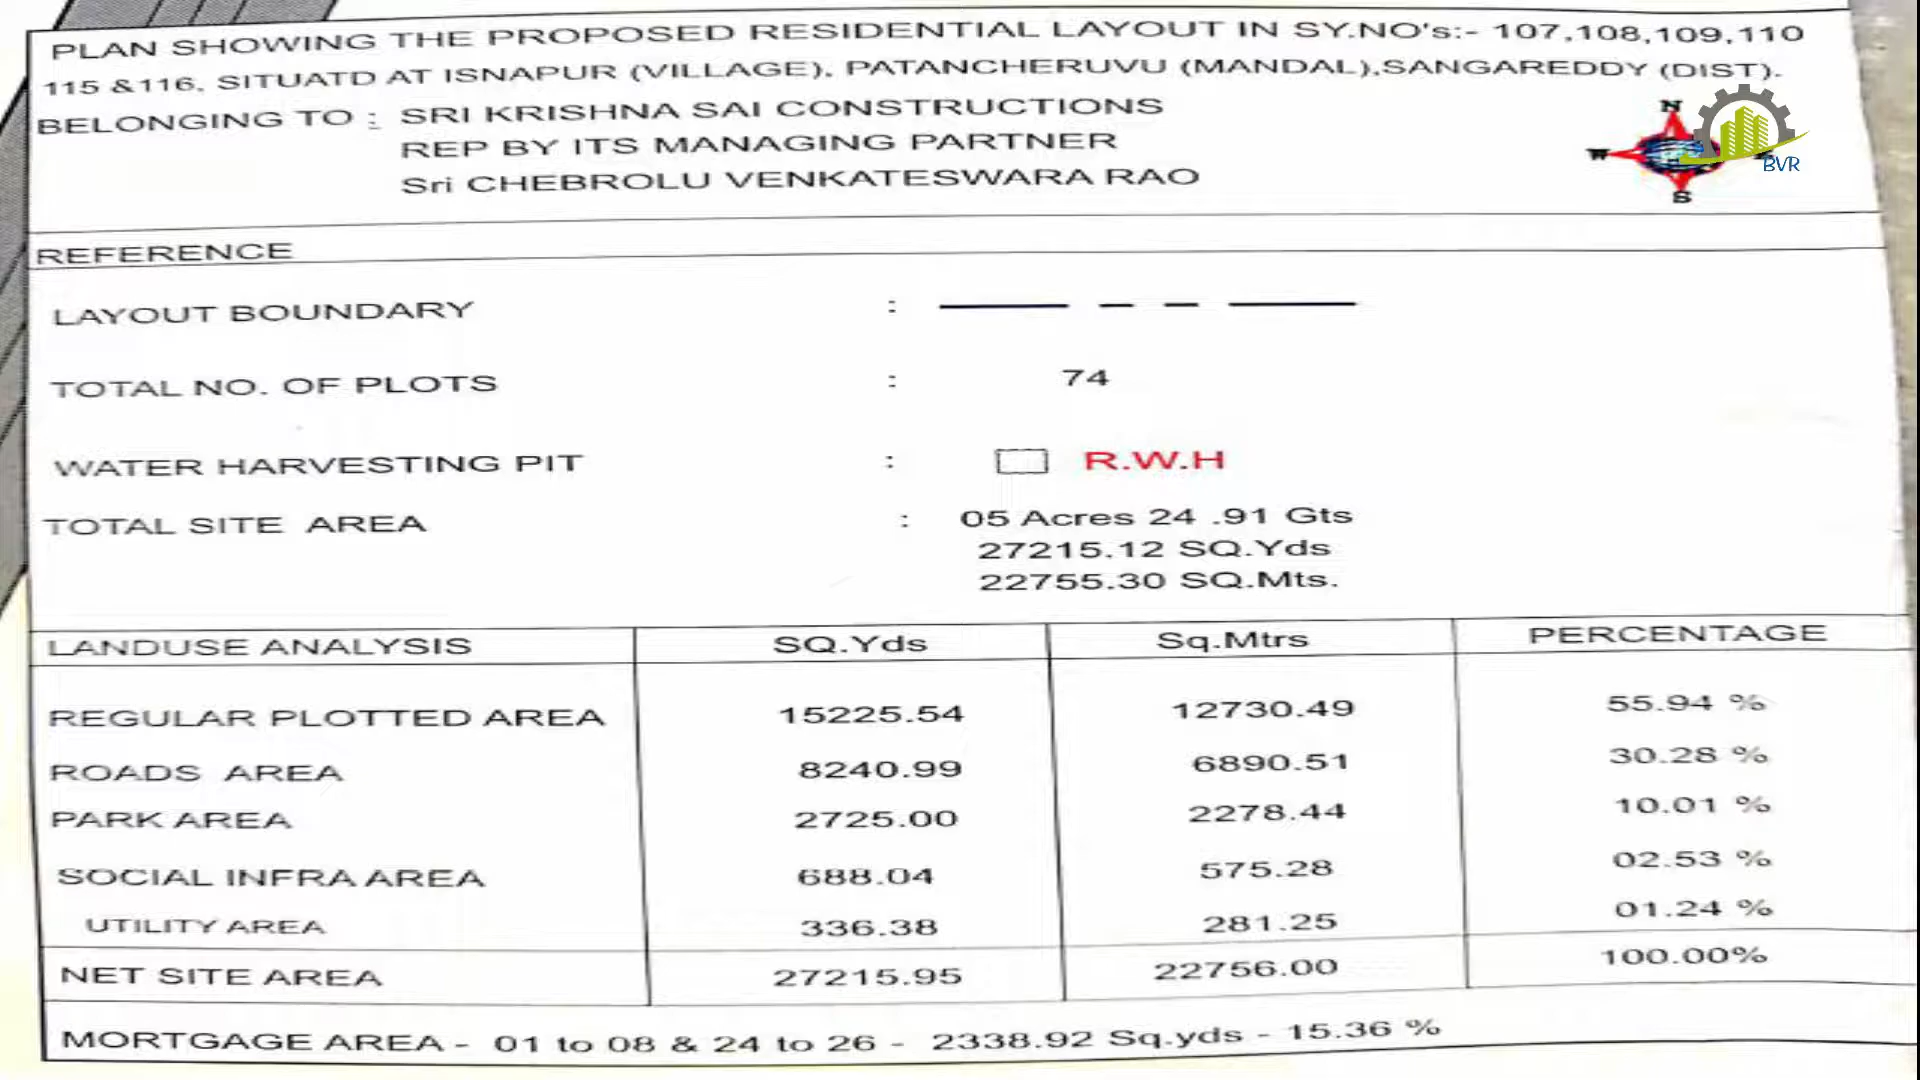 PLAN SHOWING THE PROPOSED RESIDENTIAL LAYOUT IN SY.NO's:- 107,108,109,110
115 &116, SITUATD AT ISNAPUR (VILLAGE), PATANCHERUVU (MANDAL),SANGAREDDY (DIST).
BELONGING TO : SRI KRISHNA SAI CONSTRUCTIONS
REP BY ITS MANAGING PARTNER
Sri CHEBROLU VENKATESWARA RAO
N
W
S
BVR
REFERENCE
LAYOUT BOUNDARY :
TOTAL NO. OF PLOTS : 74
WATER HARVESTING PIT : R.W.H
TOTAL SITE AREA : 05 Acres 24 .91 Gts
27215.12 SQ.Yds
22755.30 SQ.Mts.
LANDUSE ANALYSIS SQ.Yds Sq.Mtrs PERCENTAGE
REGULAR PLOTTED AREA 15225.54 12730.49 55.94 %
ROADS AREA 8240.99 6890.51 30.28 %
PARK AREA 2725.00 2278.44 10.01 %
SOCIAL INFRA AREA 688.04 575.28 02.53 %
UTILITY AREA 336.38 281.25 01.24 %
NET SITE AREA 27215.95 22756.00 100.00%
MORTGAGE AREA - 01 to 08 & 24 to 26 - 2338.92 Sq.yds - 15.36 %